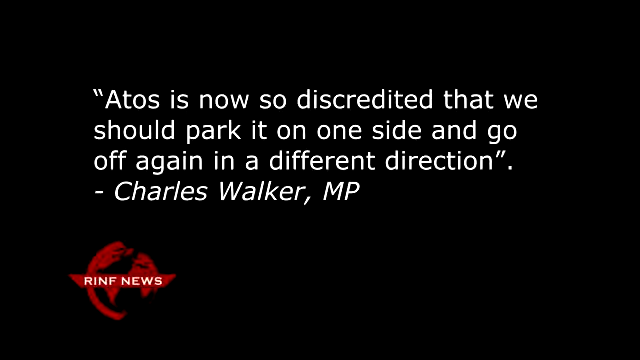 “Atos is now so discredited that we
should park it on one side and go
off again in a different direction”.
- Charles Walker, MP
RINF NEWS